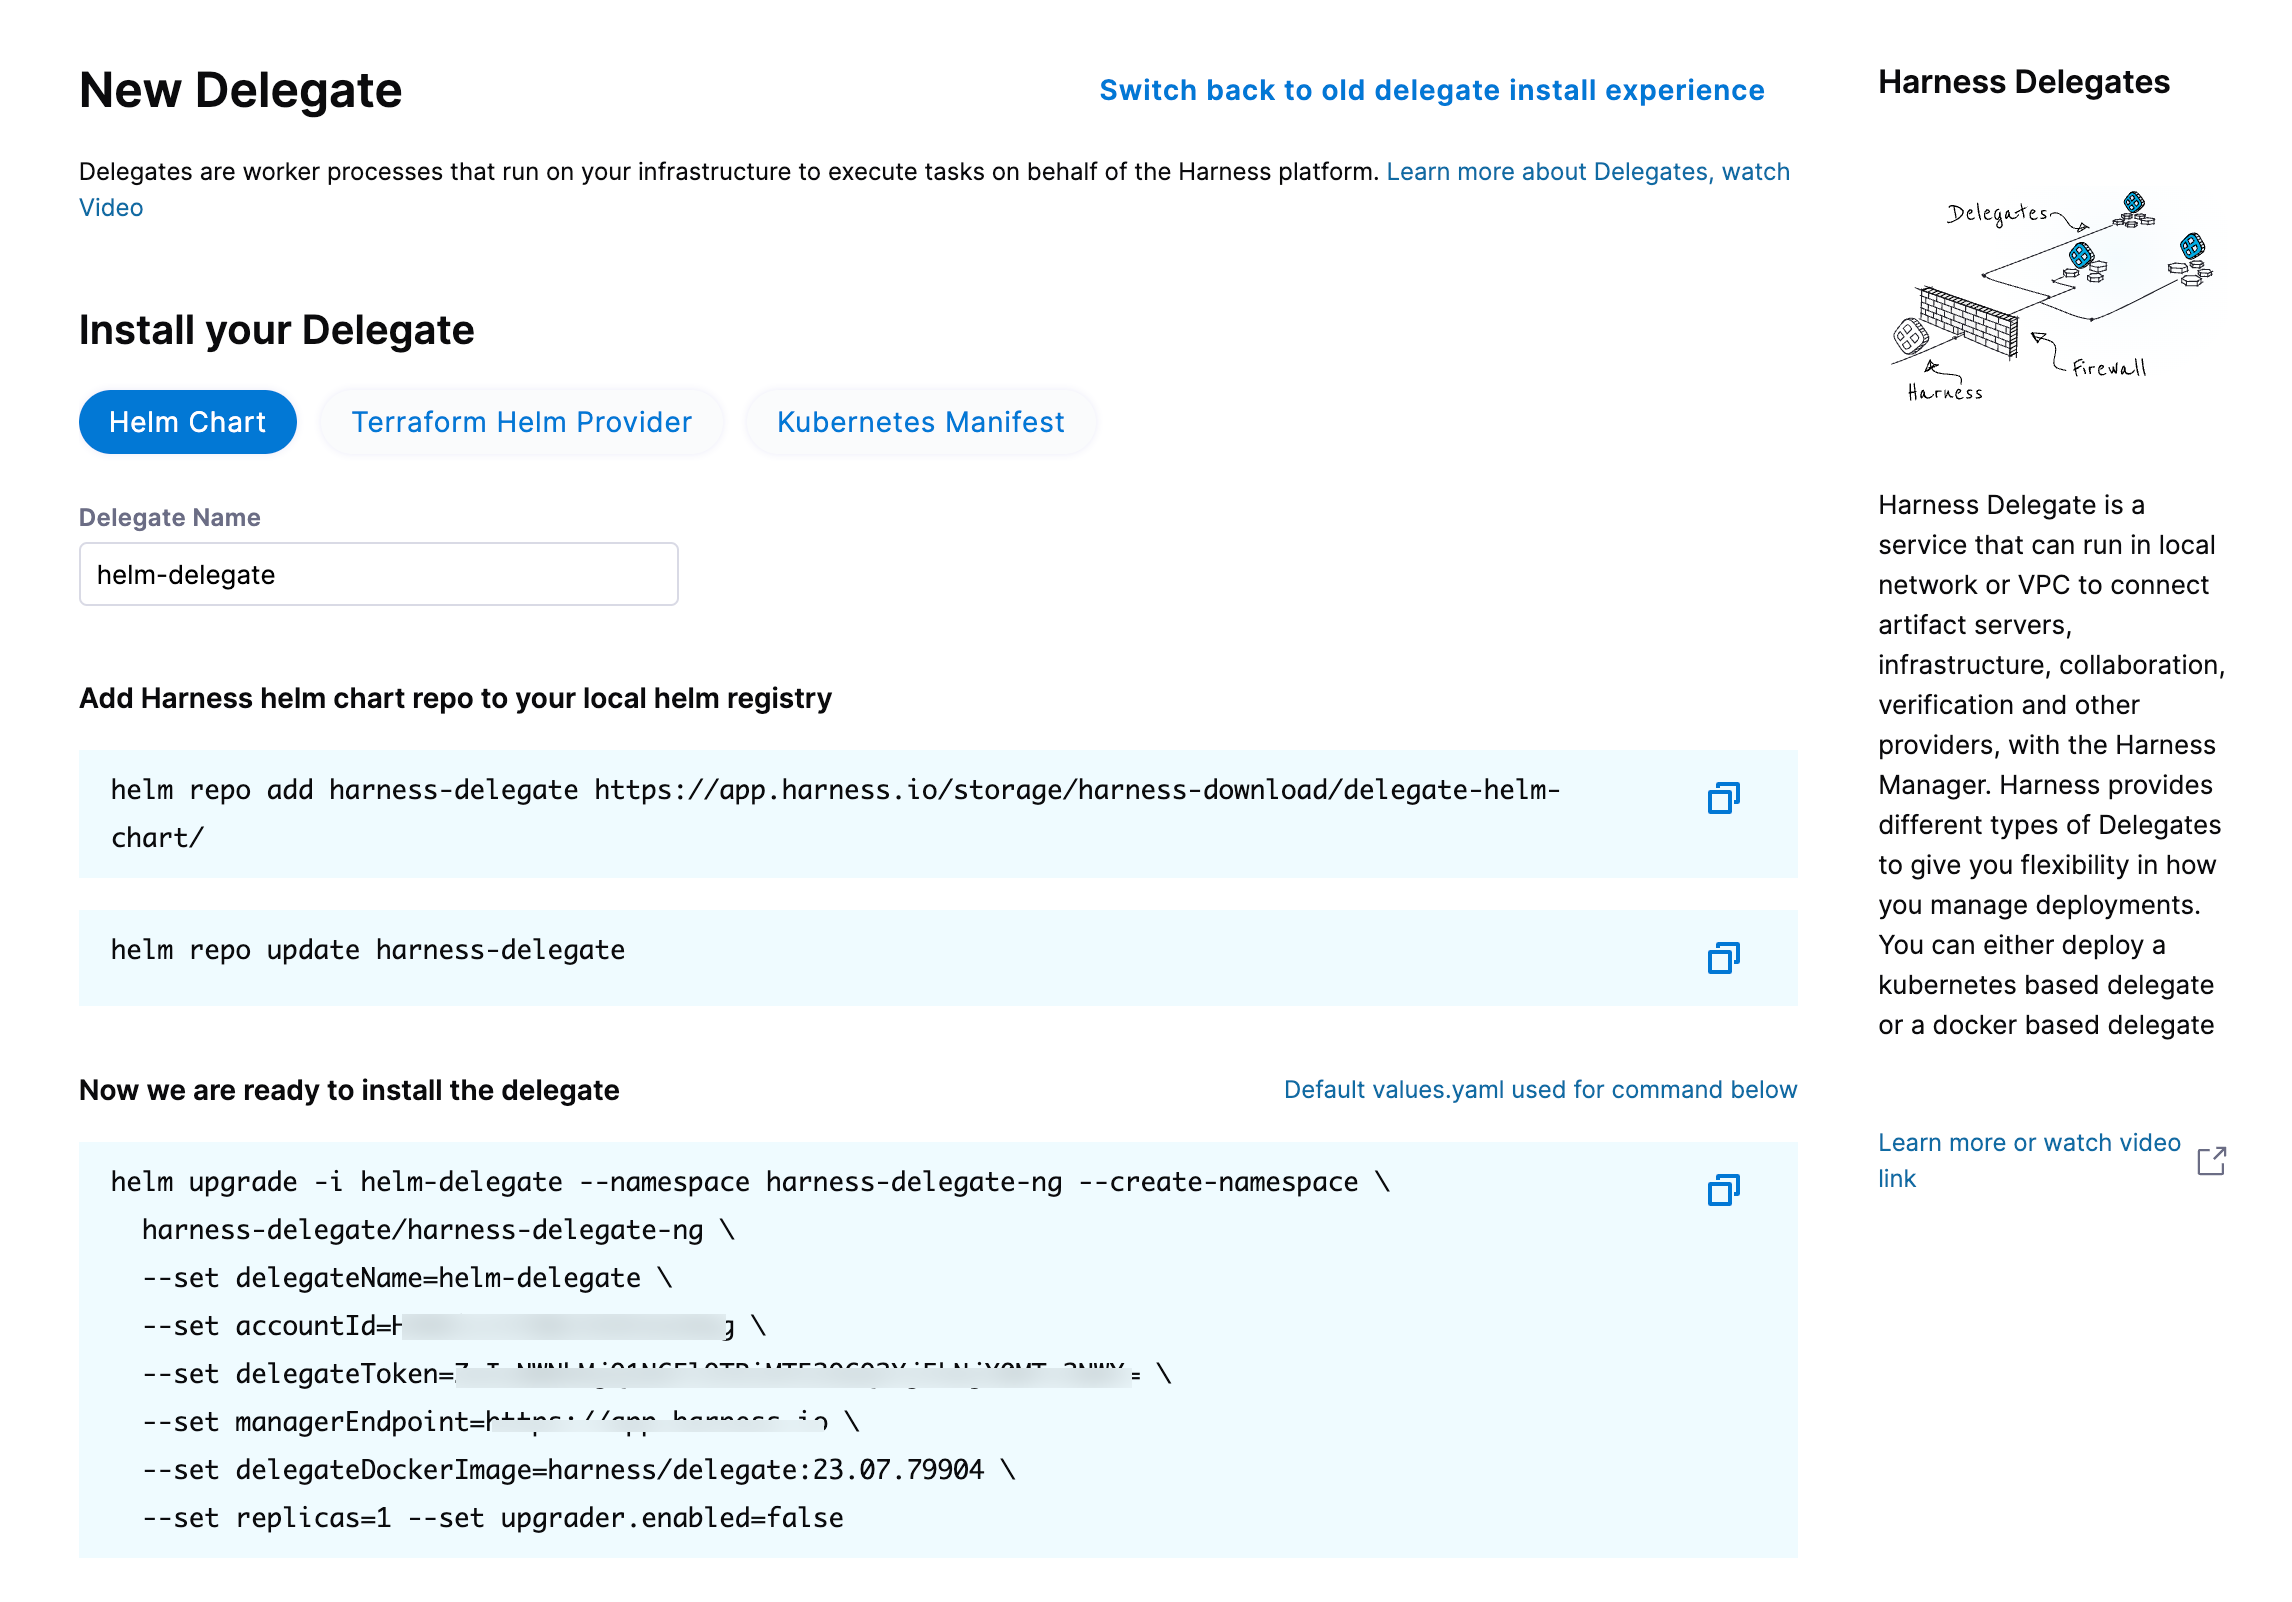 New Delegate
Switch back to old delegate install experience
Delegates are worker processes that run on your infrastructure to execute tasks on behalf of the Harness platform. Learn more about Delegates, watch
Video
Install your Delegate
Helm Chart
Terraform Helm Provider
Kubernetes Manifest
Delegate Name
helm-delegate
Add Harness helm chart repo to your local helm registry
helm repo add harness-delegate https://app.harness.io/storage/harness-download/delegate-helm-
chart/
helm repo update harness-delegate
Now we are ready to install the delegate
Default values.yaml used for command below
helm upgrade -i helm-delegate --namespace harness-delegate-ng --create-namespace \
harness-delegate/harness-delegate-ng \
--set delegateName=helm-delegate \
--set accountId= \
--set delegateToken= \
--set managerEndpoint=https://app.harness.io \
--set delegateDockerImage=harness/delegate:23.07.79904 \
--set replicas=1 --set upgrader.enabled=false
Harness Delegates
Delegates
Firewall
Harness
Harness Delegate is a
service that can run in local
network or VPC to connect
artifact servers,
infrastructure, collaboration,
verification and other
providers, with the Harness
Manager. Harness provides
different types of Delegates
to give you flexibility in how
you manage deployments.
You can either deploy a
kubernetes based delegate
or a docker based delegate
Learn more or watch video
link